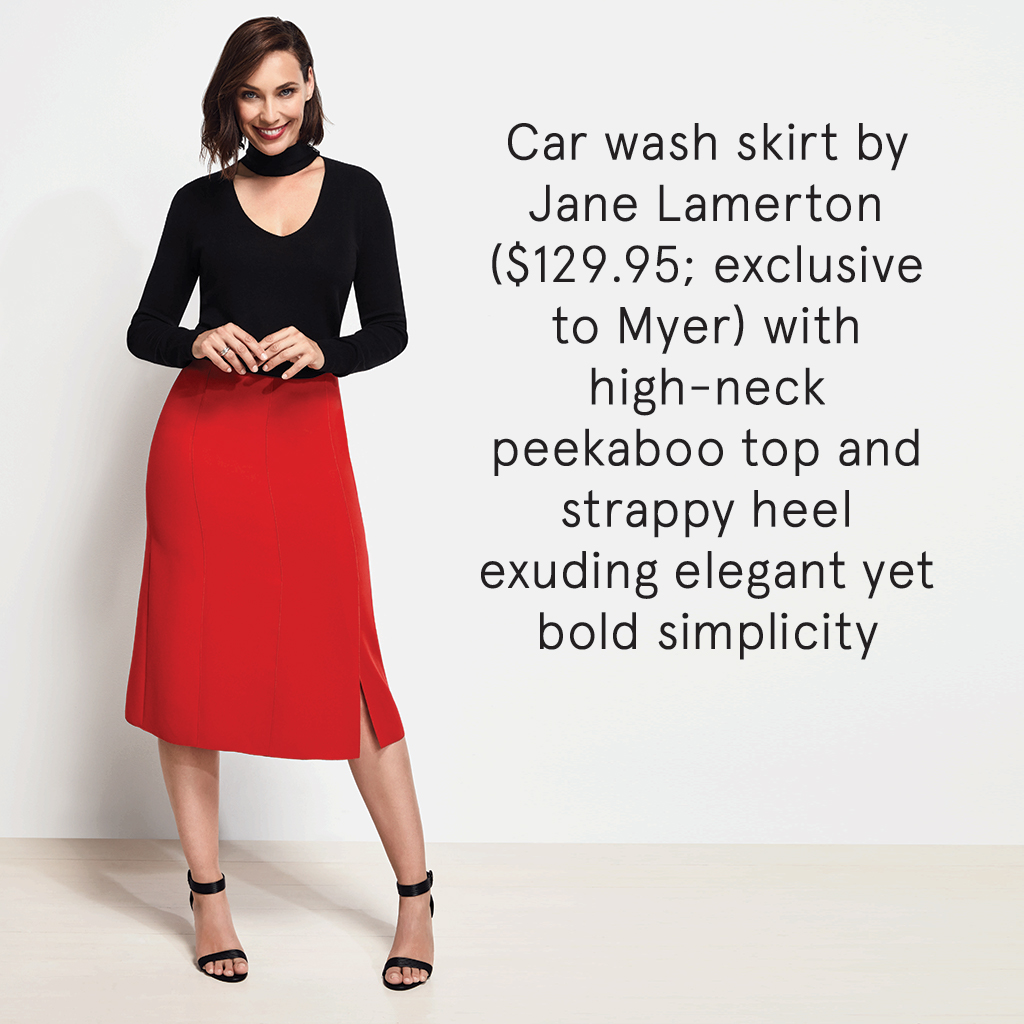 Car wash skirt by
Jane Lamerton
($129.95; exclusive
to Myer) with
high-neck
peekaboo top and
strappy heel
exuding elegant yet
bold simplicity